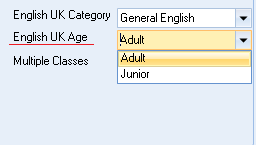 English UK Category General English
English UK Age Adult
Adult
Multiple Classes
Junior